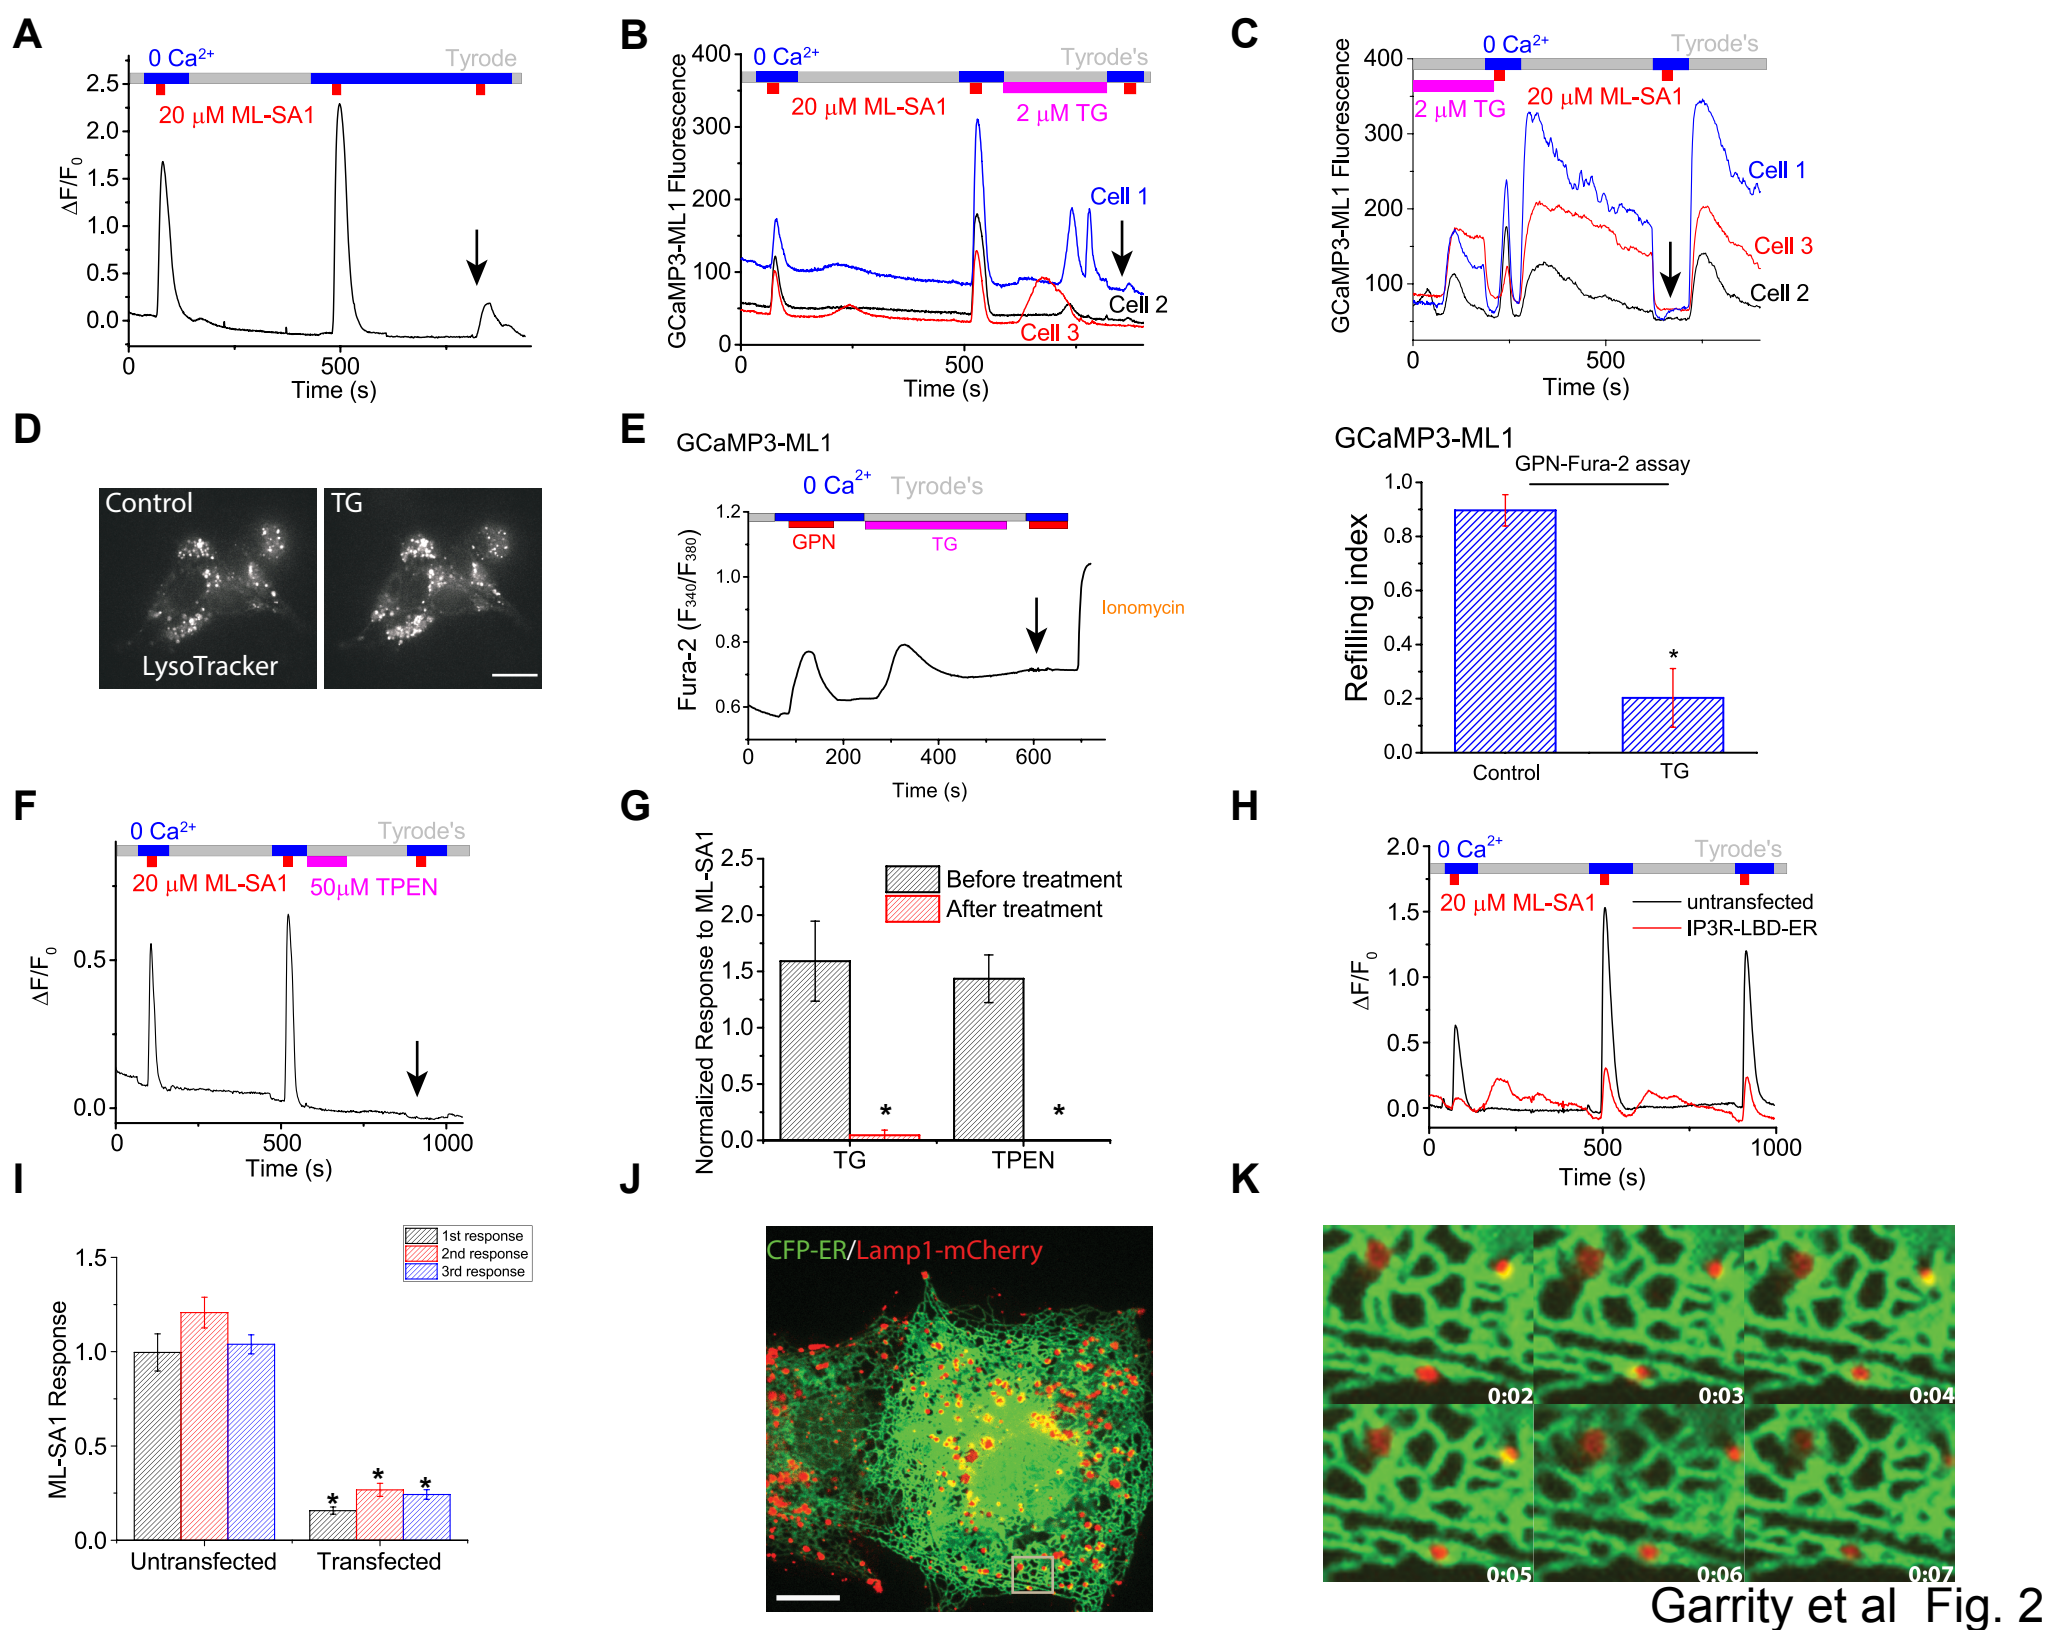 A
0 Ca2+
Tyrode
20 μM ML-SA1
ΔF/F0
2.5
2.0
1.5
1.0
0.5
0.0
0
500
Time (s)
B
0 Ca2+
Tyrode's
20 μM ML-SA1
2 μM TG
GCaMP3-ML1 Fluorescence
400
300
200
100
0
Cell 1
Cell 2
Cell 3
0
500
Time (s)
C
0 Ca2+
Tyrode's
2 μM TG
20 μM ML-SA1
GCaMP3-ML1 Fluorescence
400
300
200
100
Cell 1
Cell 3
Cell 2
0
500
Time (s)
D
Control
TG
LysoTracker
E
GCaMP3-ML1
0 Ca2+
Tyrode's
GPN
TG
Fura-2 (F340/F380)
1.2
1.0
0.8
0.6
Ionomycin
0
200
400
600
Time (s)
GCaMP3-ML1
GPN-Fura-2 assay
Refilling index
1.0
0.8
0.6
0.4
0.2
0.0
*
Control
TG
F
0 Ca2+
Tyrode's
20 μM ML-SA1
50μM TPEN
ΔF/F0
0.5
0.0
0
500
1000
Time (s)
G
Normalized Response to ML-SA1
2.5
2.0
1.5
1.0
0.5
0.0
Before treatment
After treatment
*
*
TG
TPEN
H
0 Ca2+
Tyrode's
20 μM ML-SA1
untransfected
IP3R-LBD-ER
ΔF/F0
2.0
1.5
1.0
0.5
0.0
0
500
1000
Time (s)
I
1st response
2nd response
3rd response
ML-SA1 Response
1.5
1.0
0.5
0.0
*
*
*
Untransfected
Transfected
J
CFP-ER/Lamp1-mCherry
K
0:02
0:03
0:04
0:05
0:06
0:07
Garrity et al Fig. 2